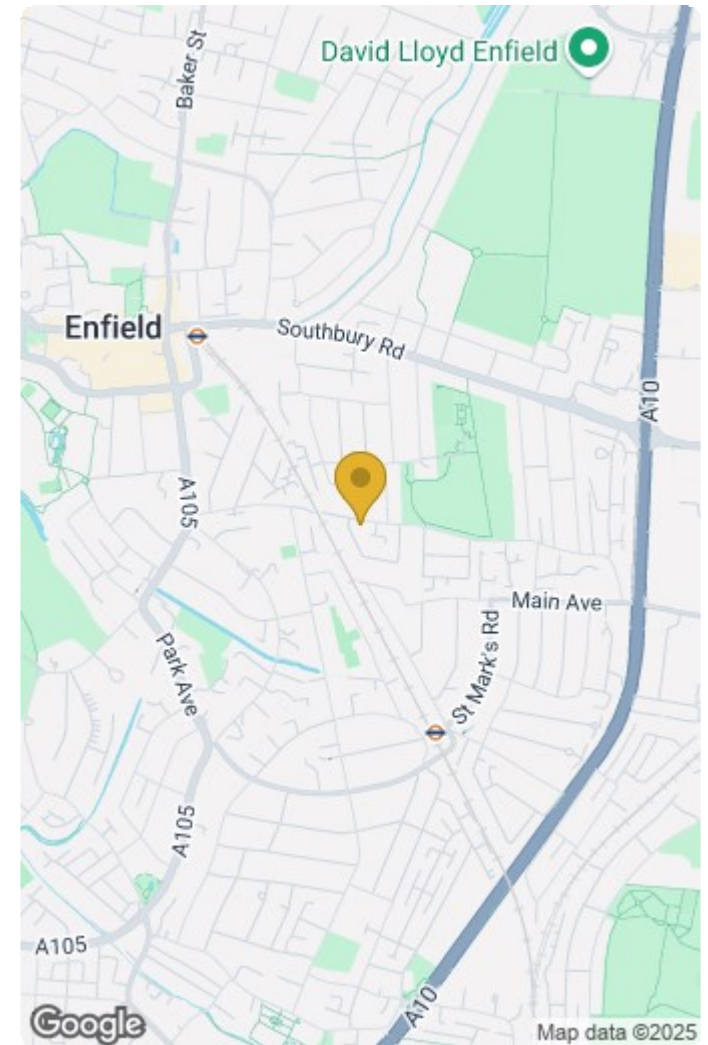 David Lloyd Enfield
Baker St
Enfield
Southbury Rd
A10
A105
Main Ave
St Mark's Rd
Park Ave
A105
A105
A10
Google
Map data ©2025